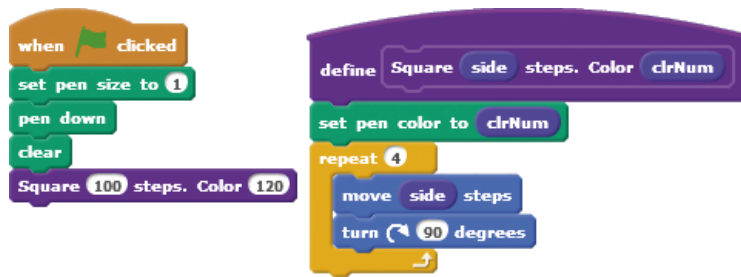 when clicked
set pen size to 1
pen down
clear
Square 100 steps. Color 120
define Square side steps. Color clrNum
set pen color to clrNum
repeat 4
move side steps
turn 90 degrees